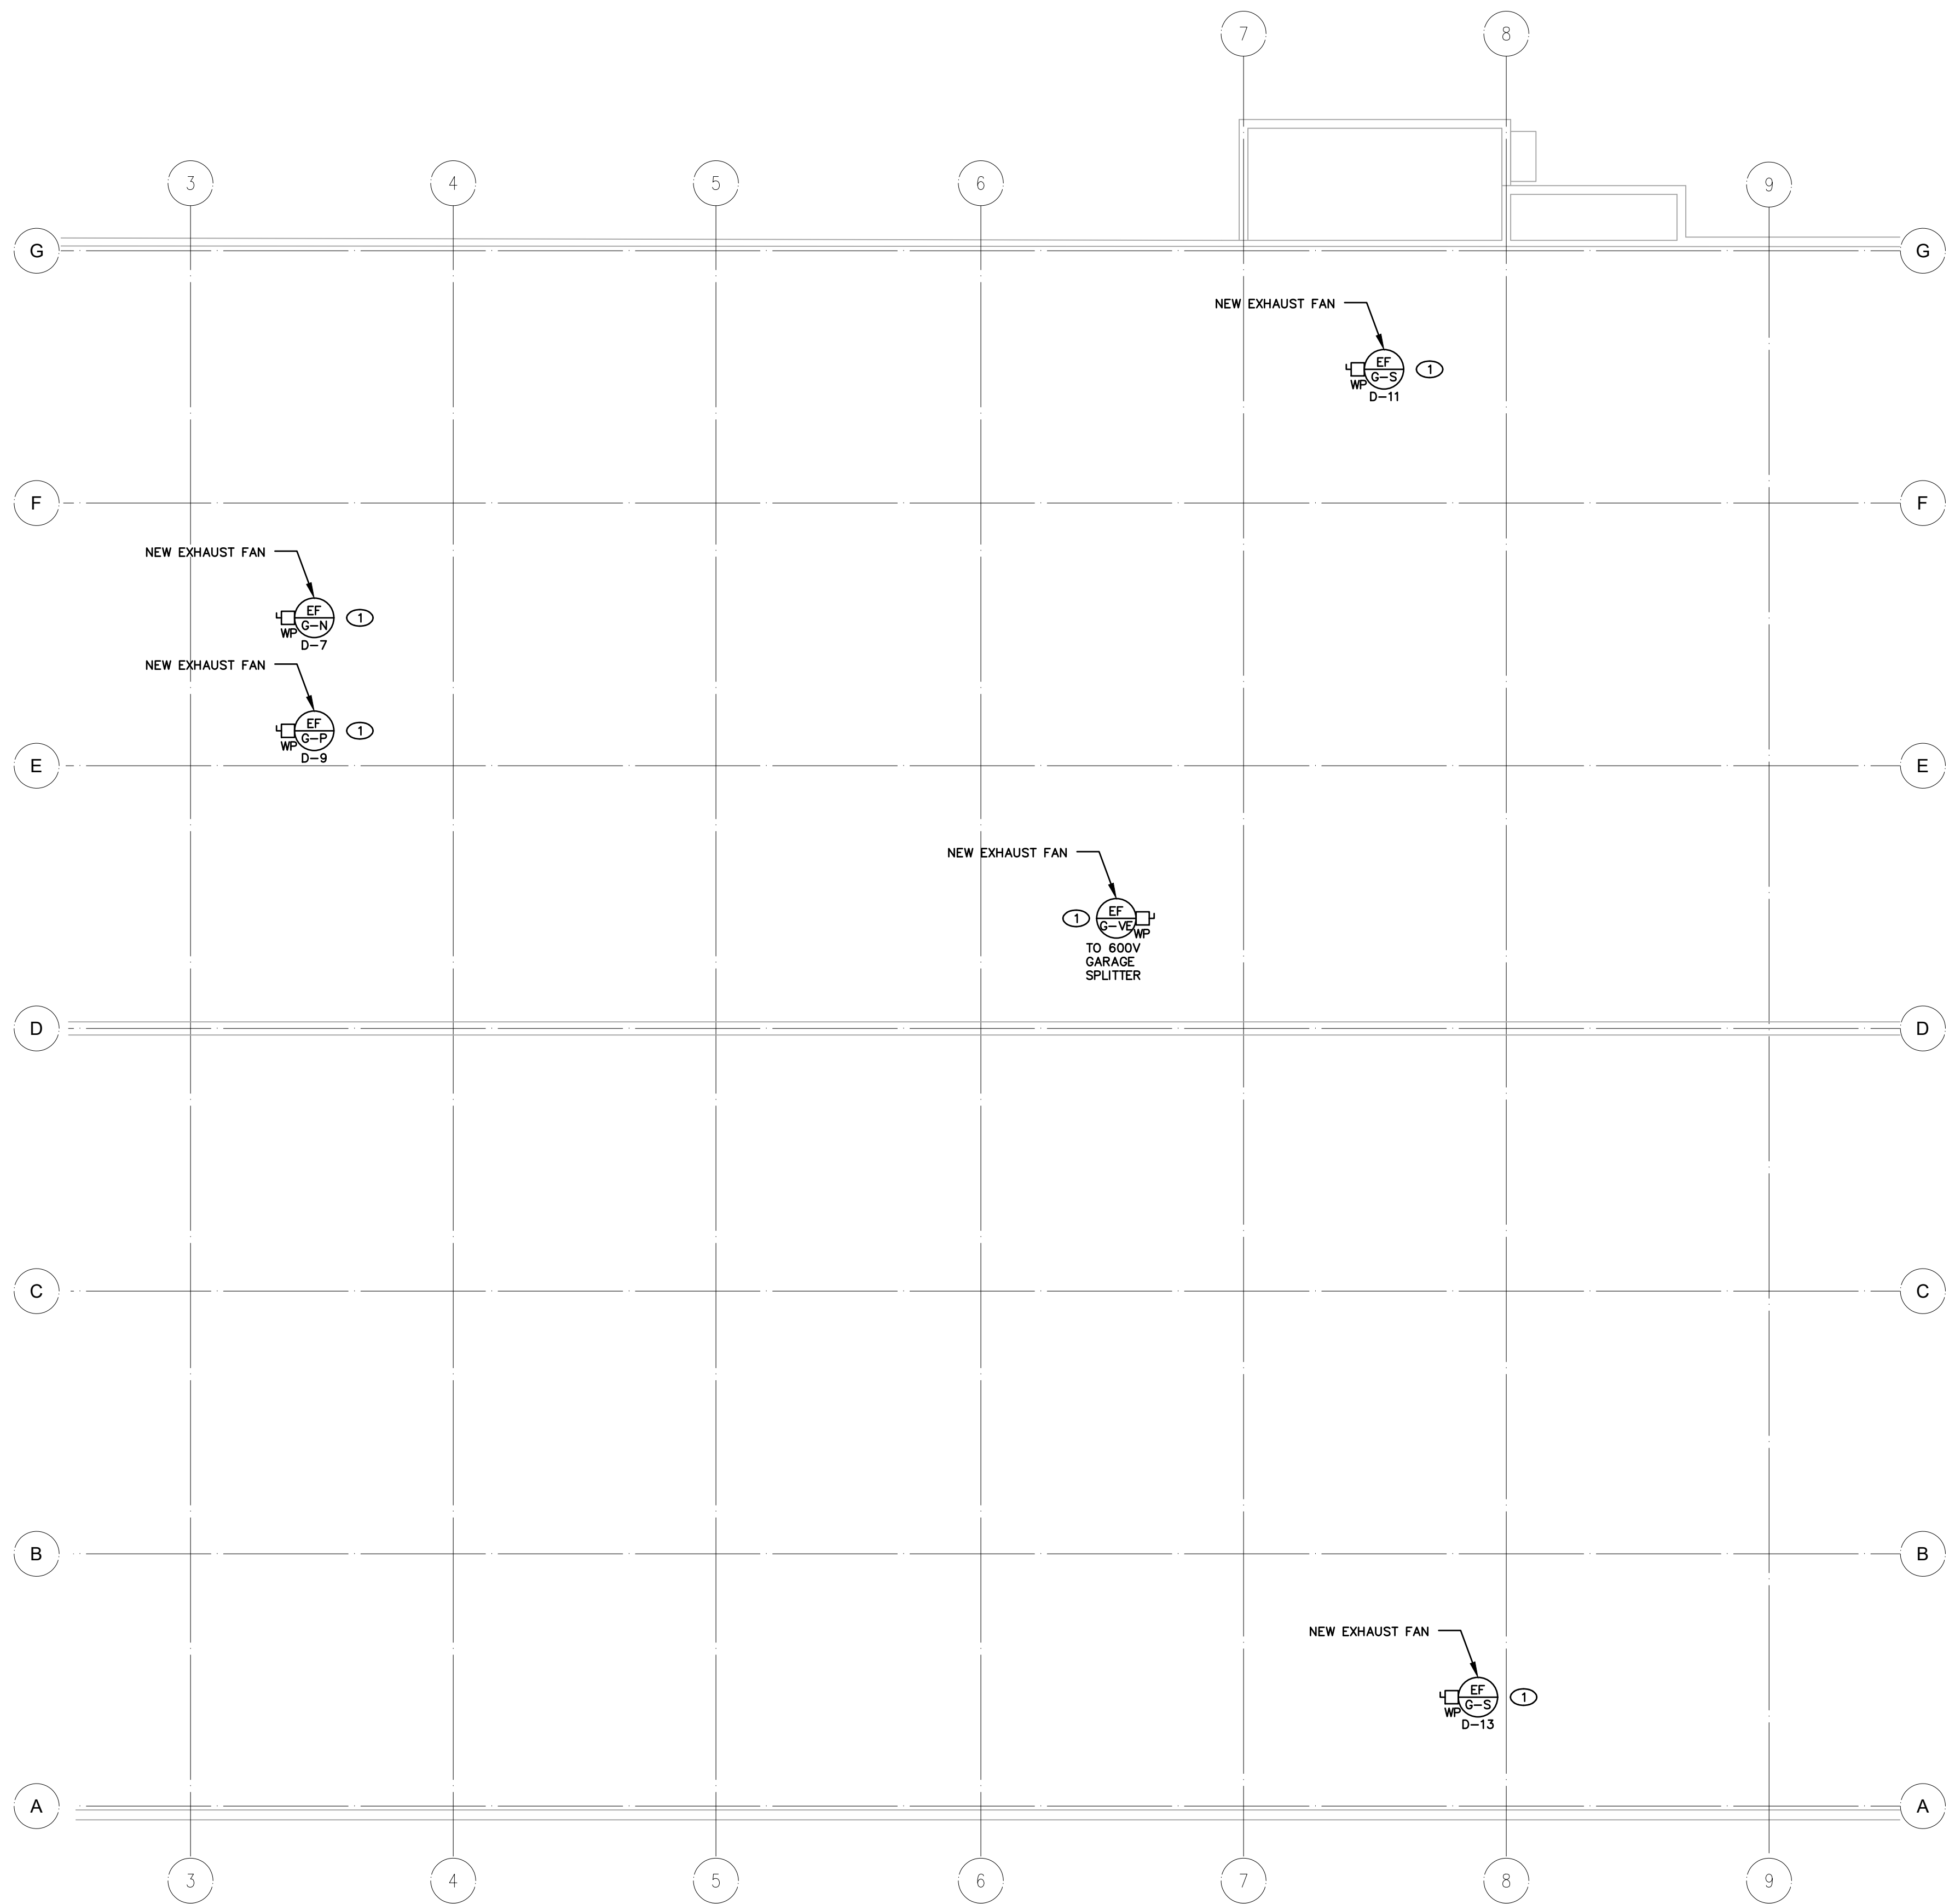 7
8
3
4
5
6
9
G
G
NEW EXHAUST FAN
EF
G-S
1
WP
D-11
F
F
NEW EXHAUST FAN
EF
G-N
1
WP
D-7
NEW EXHAUST FAN
EF
G-P
1
WP
D-9
E
E
NEW EXHAUST FAN
1
EF
G-VE
WP
TO 600V
GARAGE
SPLITTER
D
D
C
C
B
B
NEW EXHAUST FAN
EF
G-S
1
WP
D-13
A
A
3
4
5
6
7
8
9